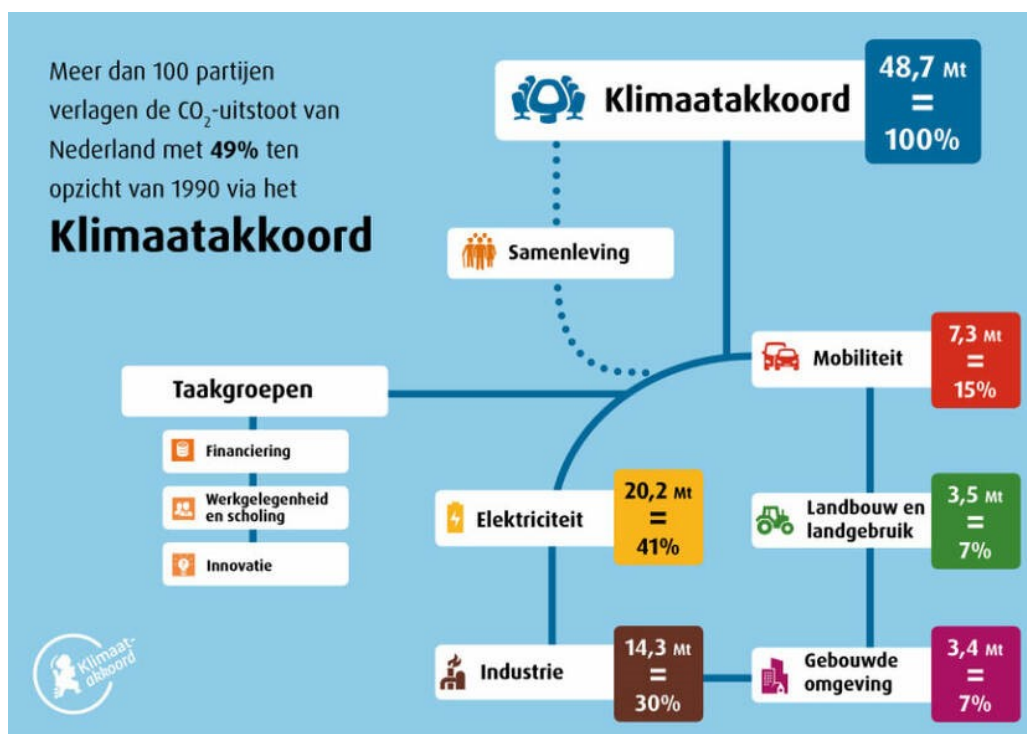 Meer dan 100 partijen
verlagen de CO₂-uitstoot van
Nederland met 49% ten
opzicht van 1990 via het
Klimaatakkoord
Klimaatakkoord
48,7 Mt
=
100%
Samenleving
Mobiliteit
7,3 Mt
=
15%
Taakgroepen
Financiering
Werkgelegenheid
en scholing
Innovatie
Elektriciteit
20,2 Mt
=
41%
Landbouw en
landgebruik
3,5 Mt
=
7%
Industrie
14,3 Mt
=
30%
Gebouwde
omgeving
3,4 Mt
=
7%
Klimaat-
akkoord